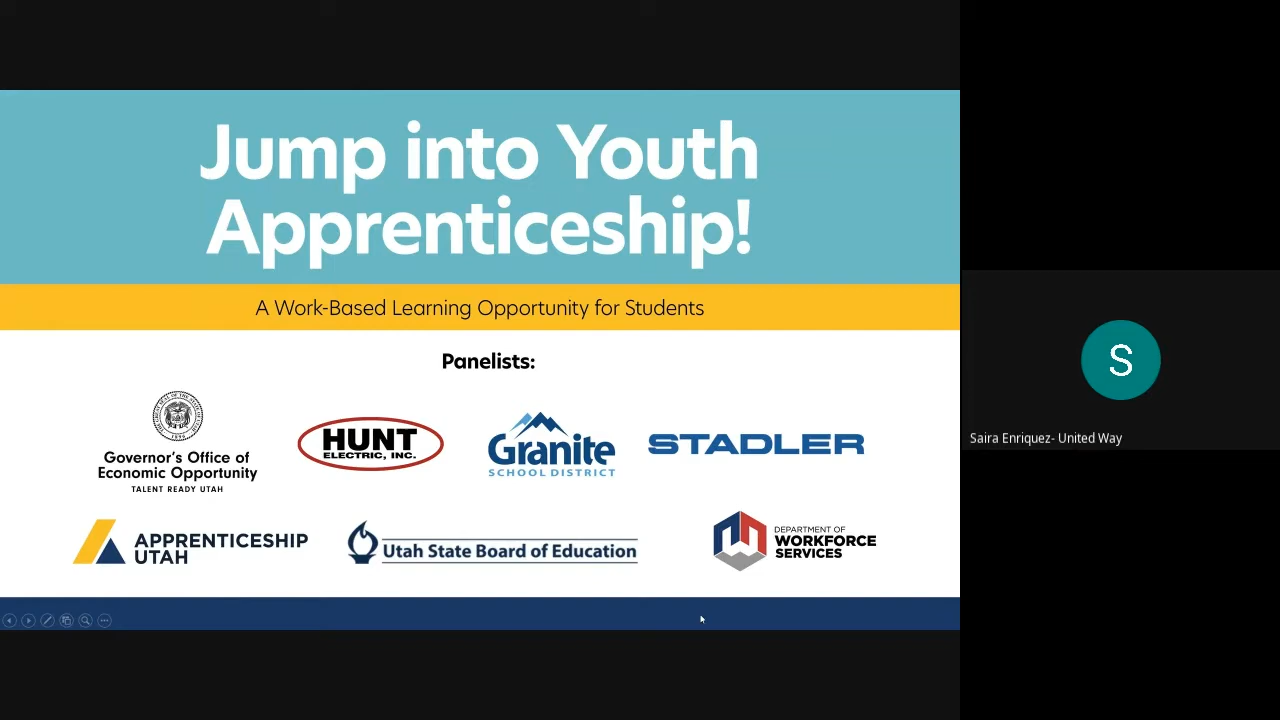 Jump into Youth
Apprenticeship!
A Work-Based Learning Opportunity for Students
Panelists:
Governor's Office of
Economic Opportunity
TALENT READY UTAH
HUNT
ELECTRIC, INC.
Granite
SCHOOL DISTRICT
STADLER
APPRENTICESHIP
UTAH
Utah State Board of Education
DEPARTMENT OF
WORKFORCE
SERVICES
S
Saira Enriquez- United Way